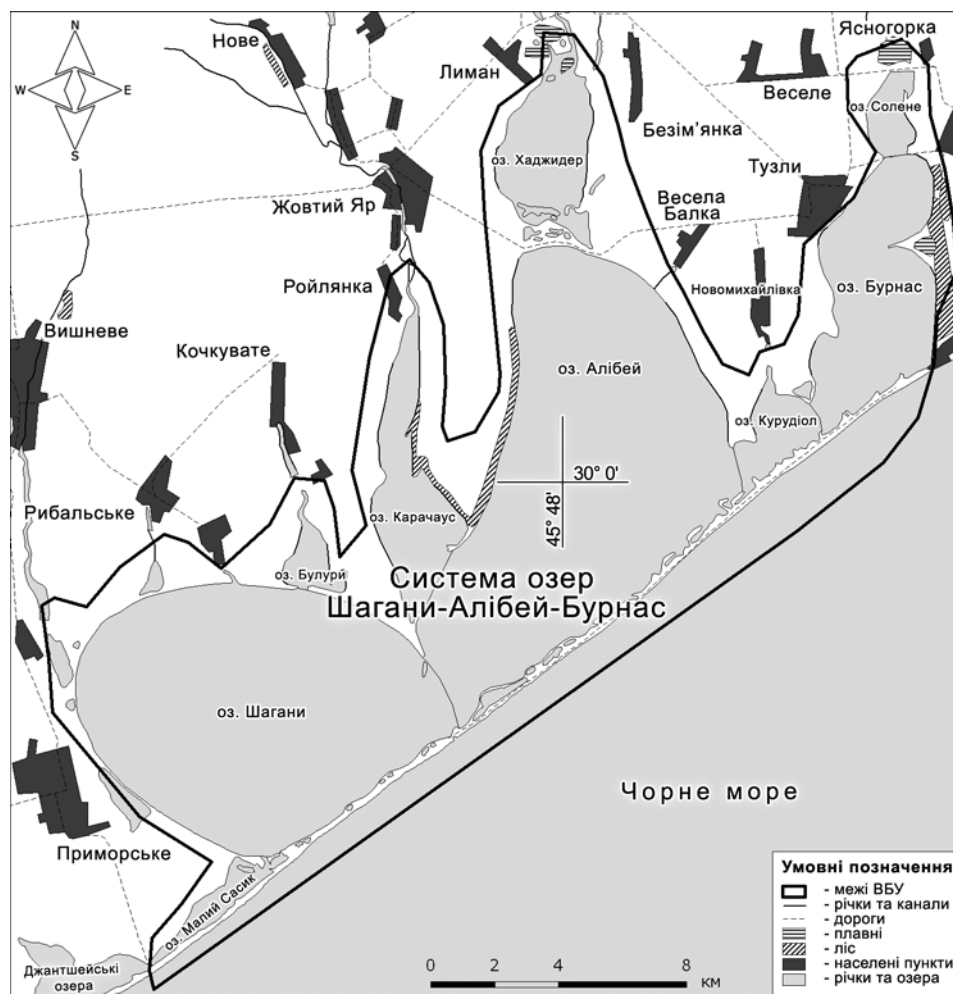 N
W
E
S
Нове
Лиман
Ясногорка
Веселе
оз. Солене
Безім'янка
оз. Хаджидер
Тузли
Жовтий Яр
Весела
Балка
Ройлянка
Новомихайлівка
оз. Бурнас
Вишневе
Кочкувате
оз. Алібей
оз. Курудіол
30° 0'
45° 48'
Рибальське
оз. Карачаус
оз. Булурй
Система озер
Шагани-Алібей-Бурнас
оз. Шагани
Чорне море
Приморське
оз. Малий Сасик
Джантшейські
озера
0 2 4 6 8
км
Умовні позначення
- межі ВБУ
- річки та канали
- дороги
- плавні
- ліс
- населені пункти
- річки та озера